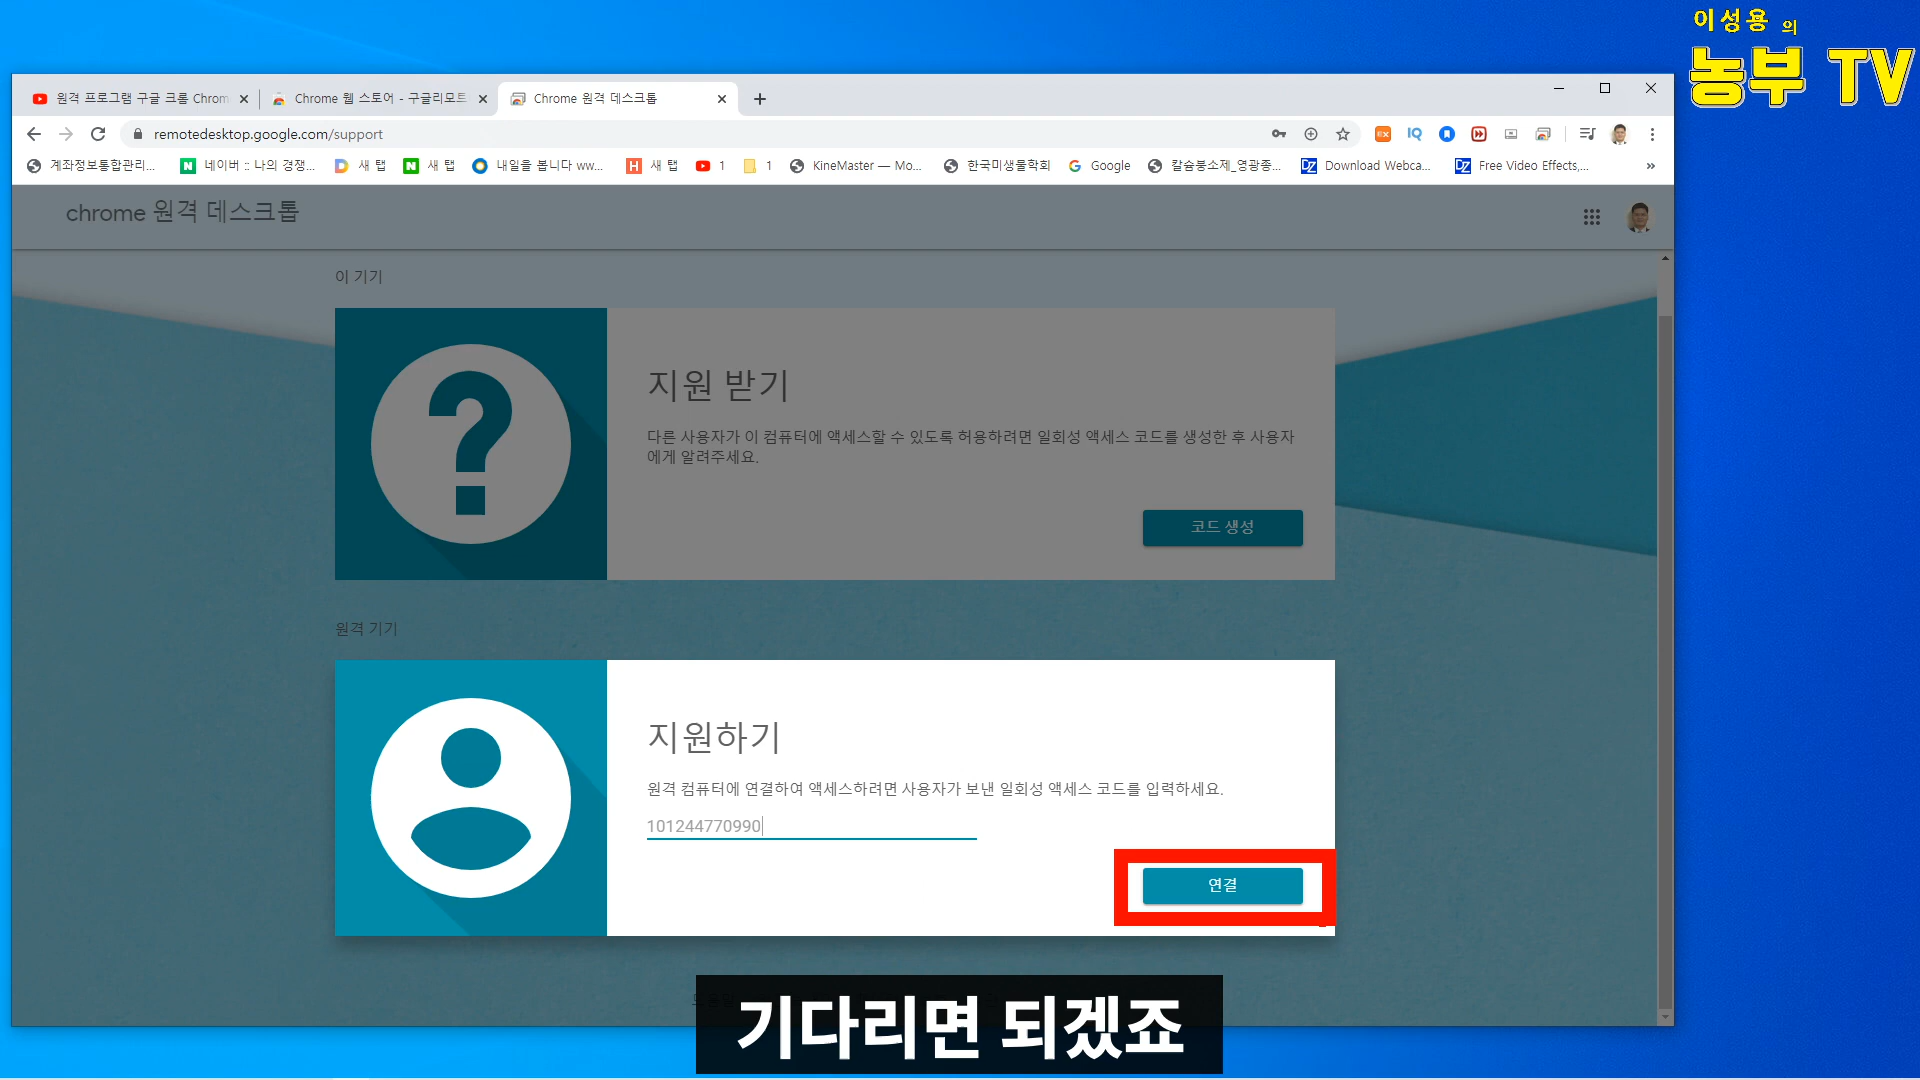 이성용 의
농부 TV
원격 프로그램 구글 크롬 Chrom
Chrome 웹 스토어 - 구글리모트
Chrome 원격 데스크톱
remotedesktop.google.com/support
계좌정보통합관리...
네이버 :: 나의 경쟁...
새 탭
새 탭
내일을 봅니다 ww...
새 탭
1
1
KineMaster — Mo...
한국미생물학회
Google
칼슘붕소제_영광종...
Download Webca...
Free Video Effects,...
chrome 원격 데스크톱
이 기기
지원 받기
다른 사용자가 이 컴퓨터에 액세스할 수 있도록 허용하려면 일회성 액세스 코드를 생성한 후 사용자
에게 알려주세요.
코드 생성
원격 기기
지원하기
원격 컴퓨터에 연결하여 액세스하려면 사용자가 보낸 일회성 액세스 코드를 입력하세요.
101244770990
연결
기다리면 되겠죠